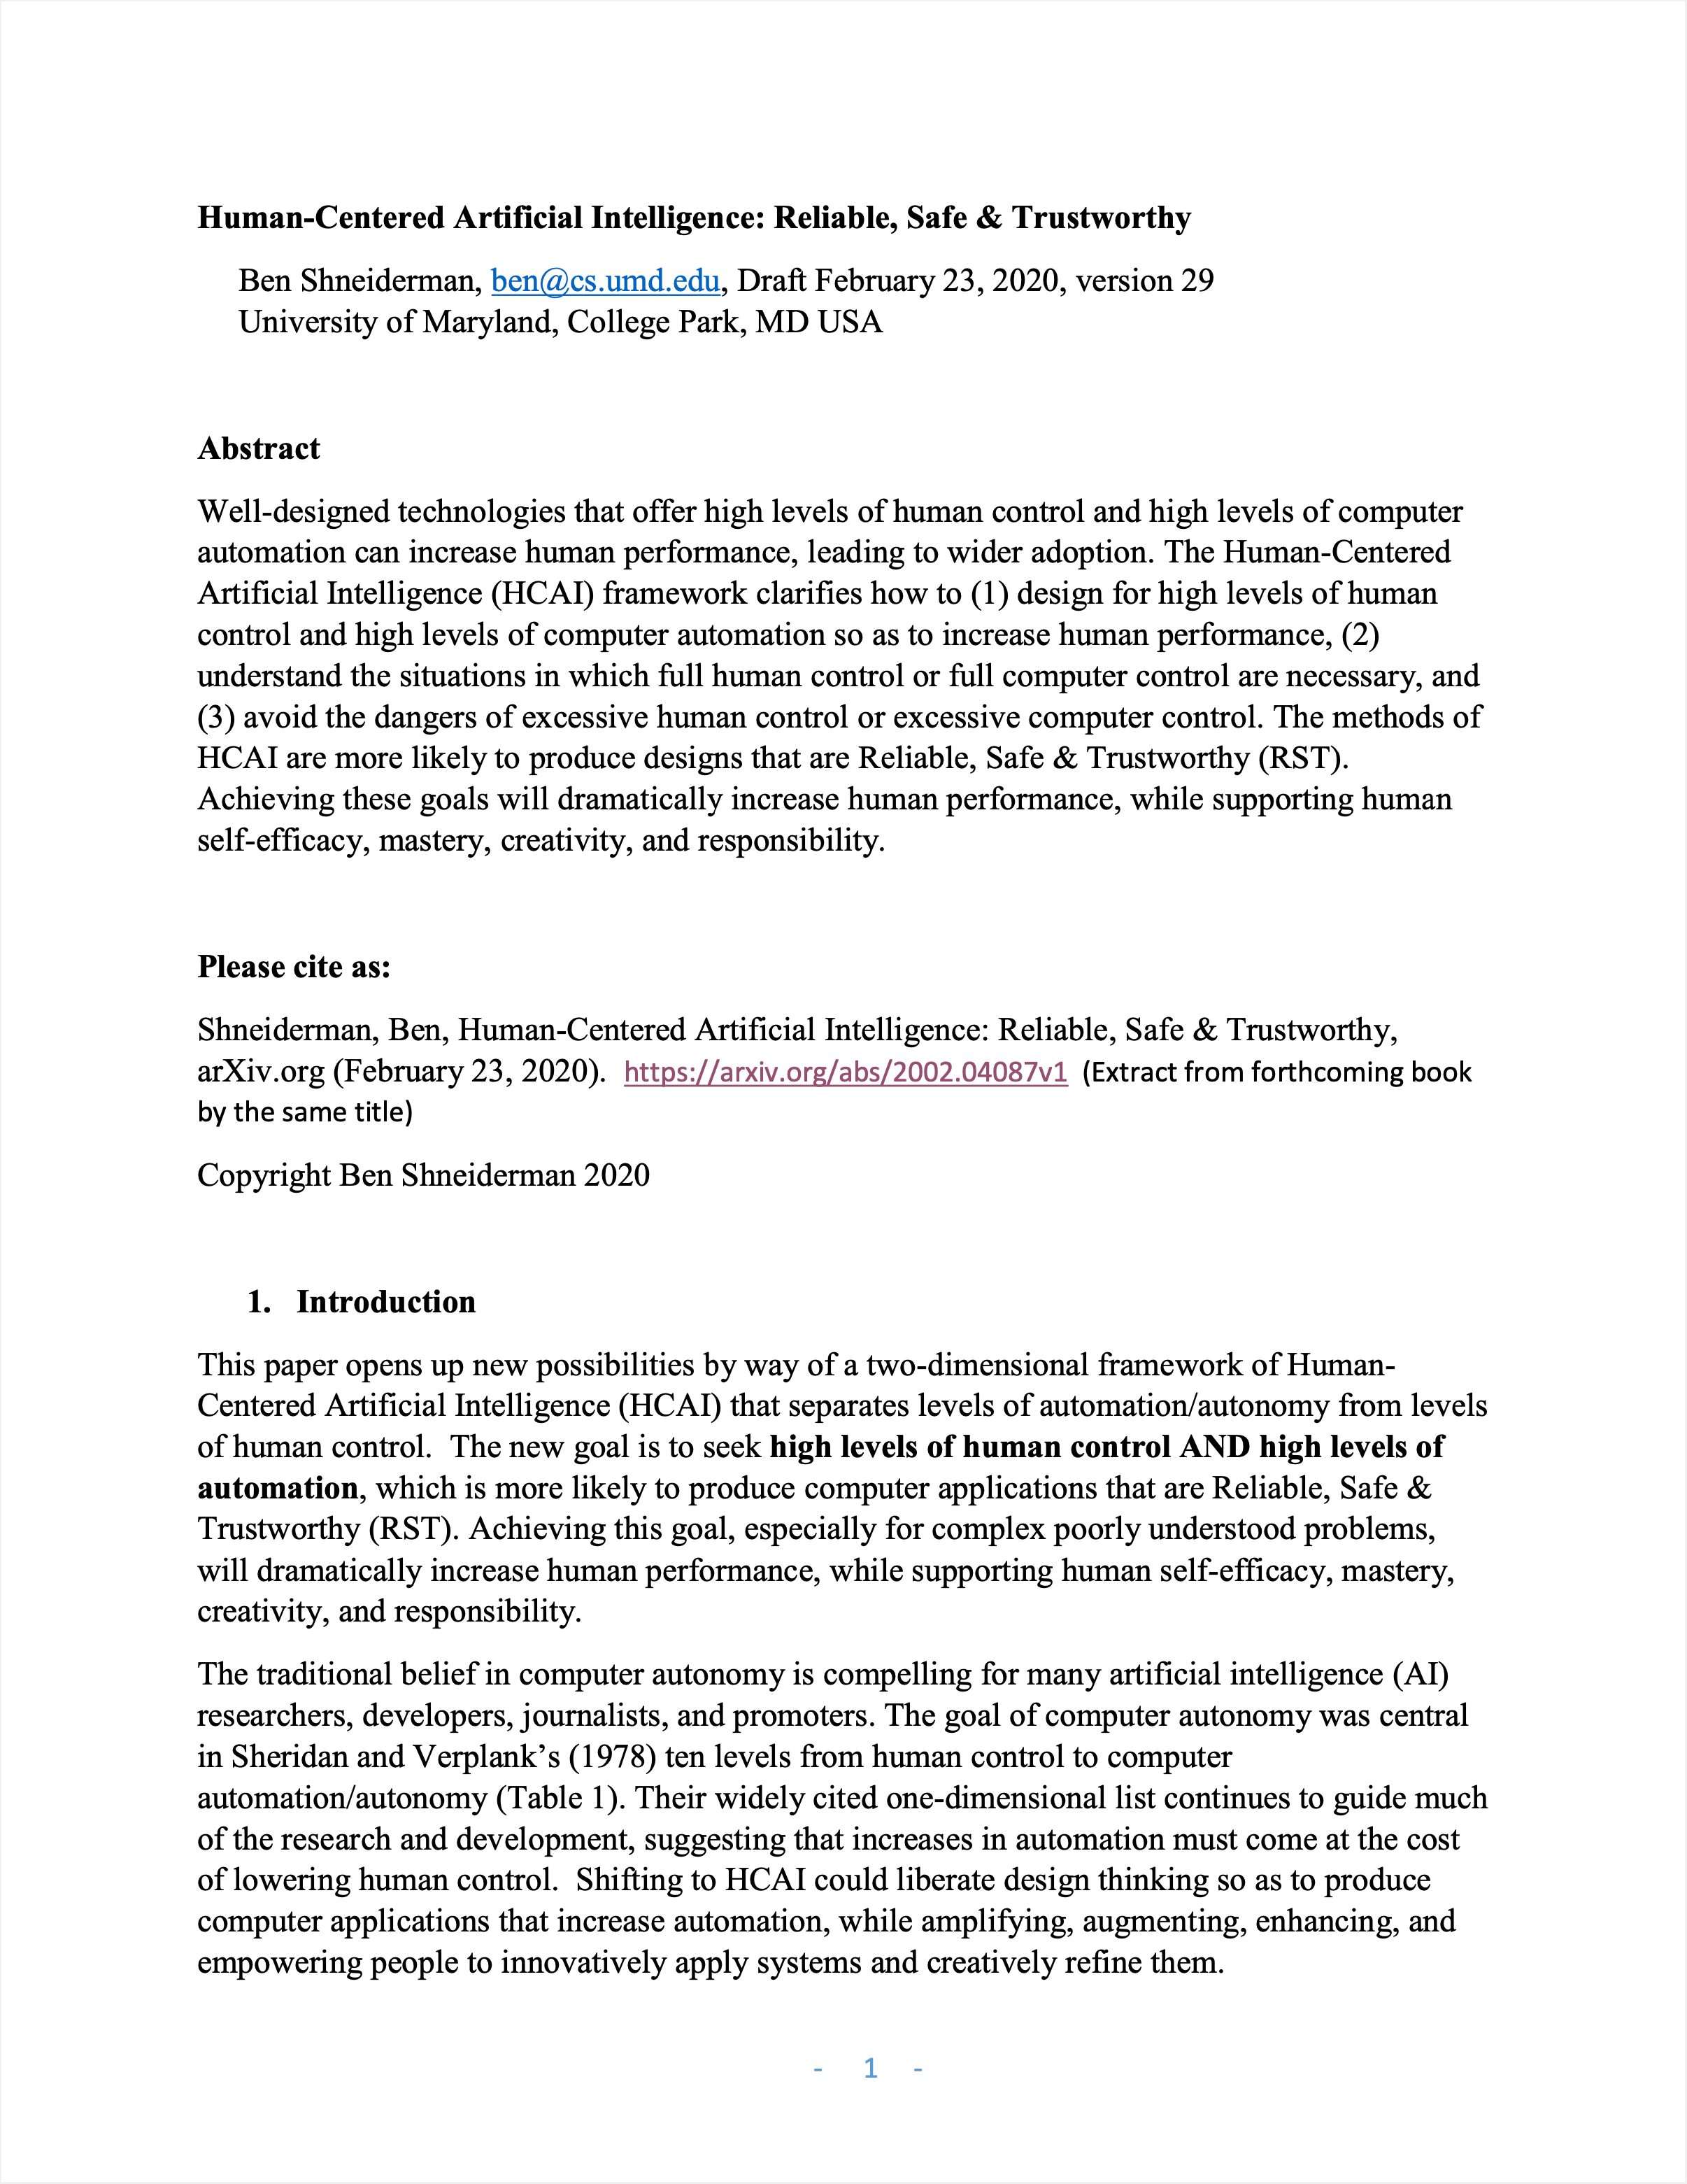 Human-Centered Artificial Intelligence: Reliable, Safe & Trustworthy
Ben Shneiderman, ben@cs.umd.edu, Draft February 23, 2020, version 29
University of Maryland, College Park, MD USA
Abstract
Well-designed technologies that offer high levels of human control and high levels of computer
automation can increase human performance, leading to wider adoption. The Human-Centered
Artificial Intelligence (HCAI) framework clarifies how to (1) design for high levels of human
control and high levels of computer automation so as to increase human performance, (2)
understand the situations in which full human control or full computer control are necessary, and
(3) avoid the dangers of excessive human control or excessive computer control. The methods of
HCAI are more likely to produce designs that are Reliable, Safe & Trustworthy (RST).
Achieving these goals will dramatically increase human performance, while supporting human
self-efficacy, mastery, creativity, and responsibility.
Please cite as:
Shneiderman, Ben, Human-Centered Artificial Intelligence: Reliable, Safe & Trustworthy,
arXiv.org (February 23, 2020). https://arxiv.org/abs/2002.04087v1 (Extract from forthcoming book
by the same title)
Copyright Ben Shneiderman 2020
1. Introduction
This paper opens up new possibilities by way of a two-dimensional framework of Human-
Centered Artificial Intelligence (HCAI) that separates levels of automation/autonomy from levels
of human control. The new goal is to seek high levels of human control AND high levels of
automation, which is more likely to produce computer applications that are Reliable, Safe &
Trustworthy (RST). Achieving this goal, especially for complex poorly understood problems,
will dramatically increase human performance, while supporting human self-efficacy, mastery,
creativity, and responsibility.
The traditional belief in computer autonomy is compelling for many artificial intelligence (AI)
researchers, developers, journalists, and promoters. The goal of computer autonomy was central
in Sheridan and Verplank’s (1978) ten levels from human control to computer
automation/autonomy (Table 1). Their widely cited one-dimensional list continues to guide much
of the research and development, suggesting that increases in automation must come at the cost
of lowering human control. Shifting to HCAI could liberate design thinking so as to produce
computer applications that increase automation, while amplifying, augmenting, enhancing, and
empowering people to innovatively apply systems and creatively refine them.
- 1 -